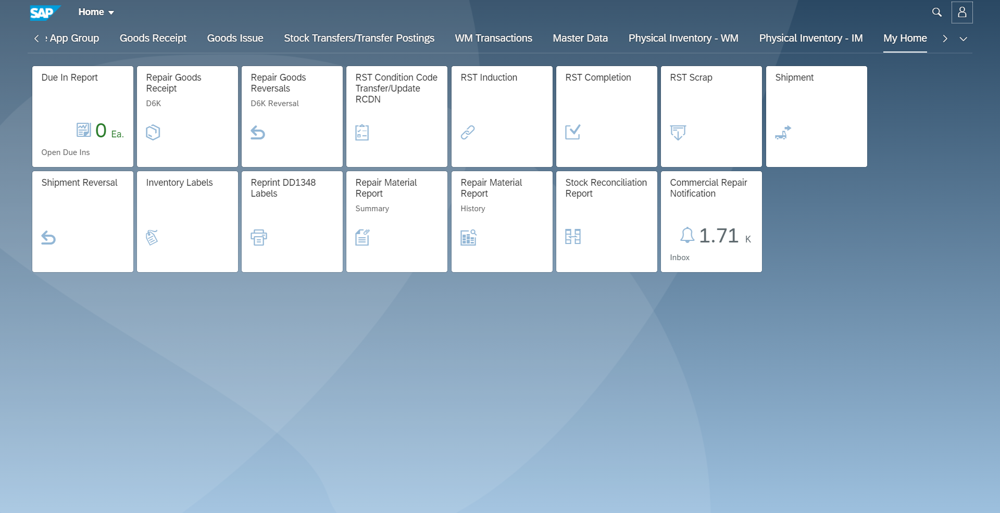 SAP
Home
: App Group
Goods Receipt
Goods Issue
Stock Transfers/Transfer Postings
WM Transactions
Master Data
Physical Inventory - WM
Physical Inventory - IM
My Home
Due In Report
0 Ea.
Open Due Ins
Repair Goods
Receipt
D6K
Repair Goods
Reversals
D6K Reversal
RST Condition Code
Transfer/Update
RCDN
RST Induction
RST Completion
RST Scrap
Shipment
Shipment Reversal
Inventory Labels
Reprint DD1348
Labels
Repair Material
Report
Summary
Repair Material
Report
History
Stock Reconciliation
Report
Commercial Repair
Notification
1.71 K
Inbox